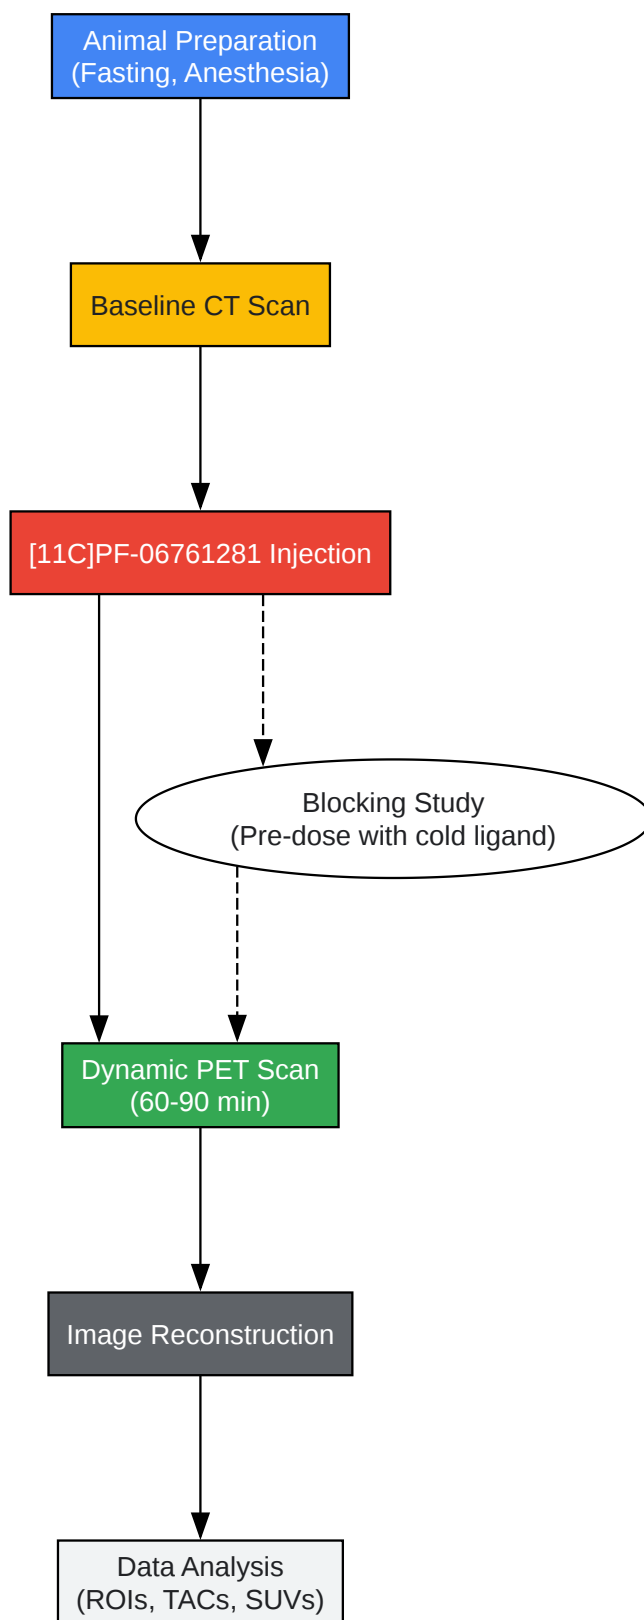 Animal Preparation
(Fasting, Anesthesia)
Baseline CT Scan
[11C]PF-06761281 Injection
Blocking Study
(Pre-dose with cold ligand)
Dynamic PET Scan
(60-90 min)
Image Reconstruction
Data Analysis
(ROIs, TACs, SUVs)